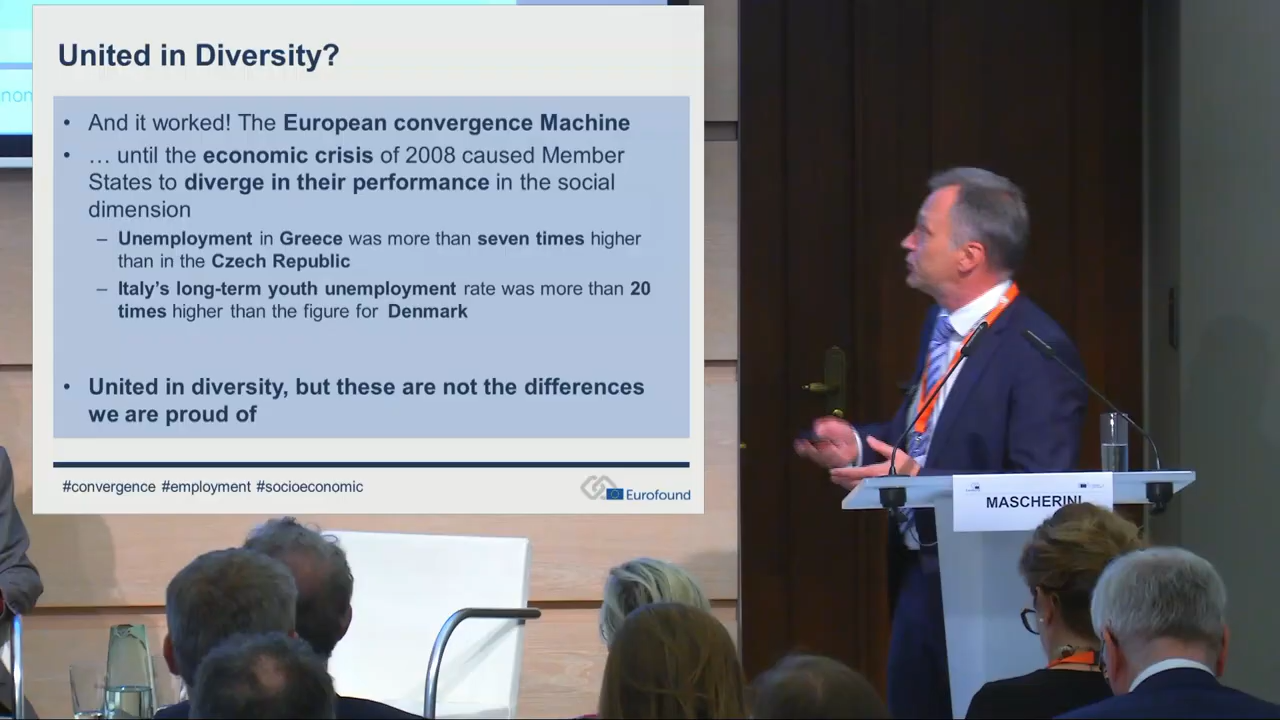 United in Diversity?
• And it worked! The European convergence Machine
• … until the economic crisis of 2008 caused Member
States to diverge in their performance in the social
dimension
– Unemployment in Greece was more than seven times higher
than in the Czech Republic
– Italy's long-term youth unemployment rate was more than 20
times higher than the figure for Denmark
• United in diversity, but these are not the differences
we are proud of
#convergence #employment #socioeconomic
Eurofound
MASCHERINI